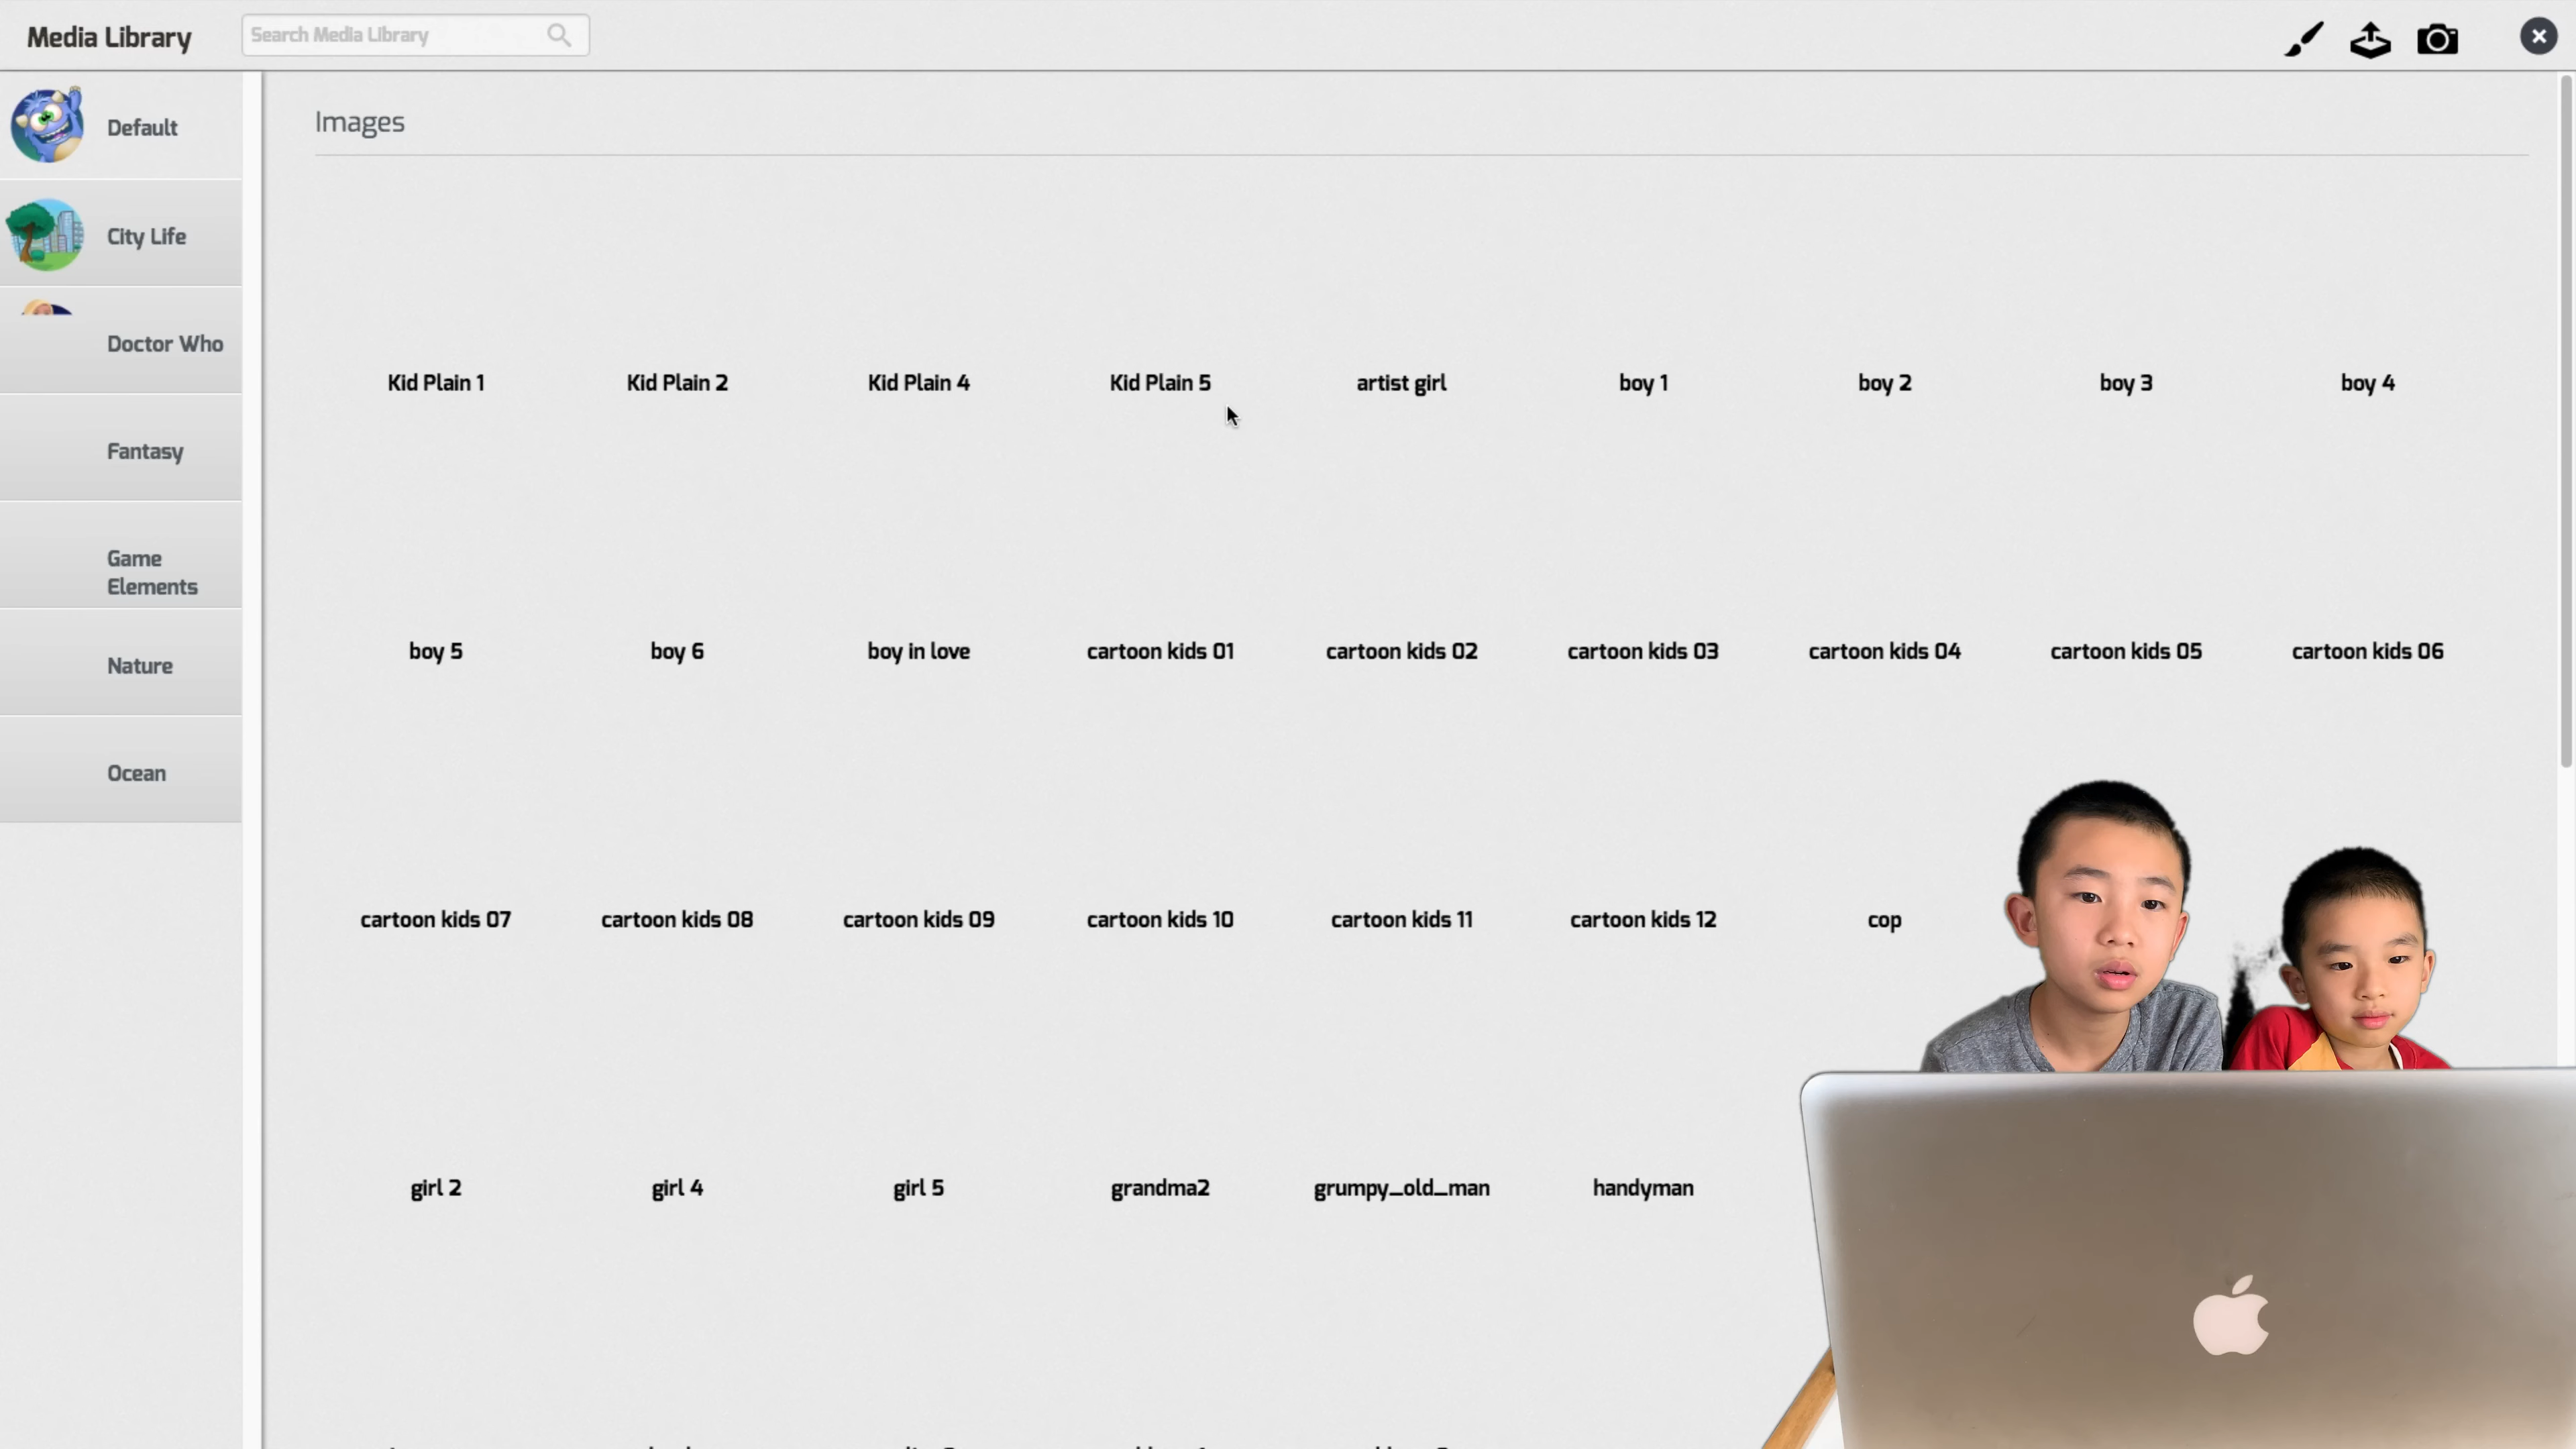 Media Library
Search Media Library
Default
City Life
Doctor Who
Fantasy
Game
Elements
Nature
Ocean
Images
Kid Plain 1
Kid Plain 2
Kid Plain 4
Kid Plain 5
artist girl
boy 1
boy 2
boy 3
boy 4
boy 5
boy 6
boy in love
cartoon kids 01
cartoon kids 02
cartoon kids 03
cartoon kids 04
cartoon kids 05
cartoon kids 06
cartoon kids 07
cartoon kids 08
cartoon kids 09
cartoon kids 10
cartoon kids 11
cartoon kids 12
cop
girl 2
girl 4
girl 5
grandma2
grumpy_old_man
handyman